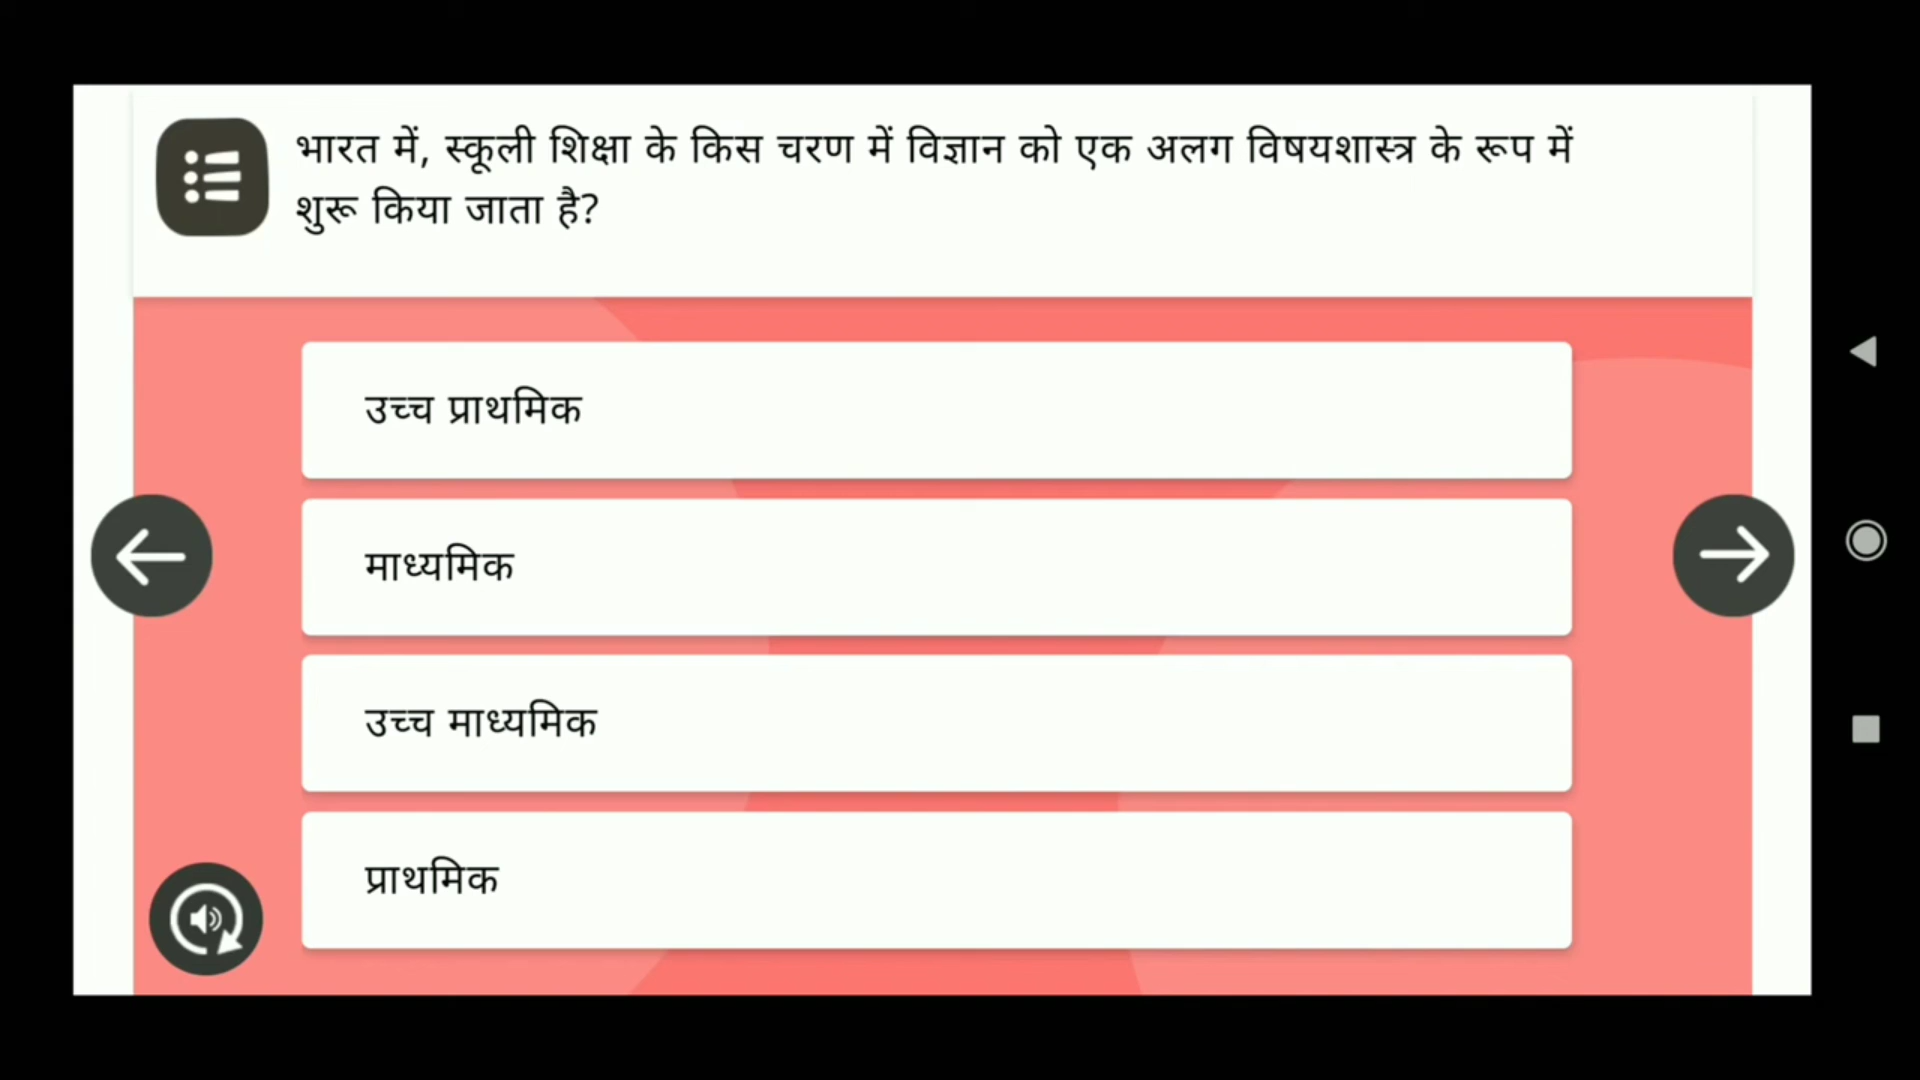 भारत में, स्कूली शिक्षा के किस चरण में विज्ञान को एक अलग विषयशास्त्र के रूप में
शुरू किया जाता है?
उच्च प्राथमिक
माध्यमिक
उच्च माध्यमिक
प्राथमिक